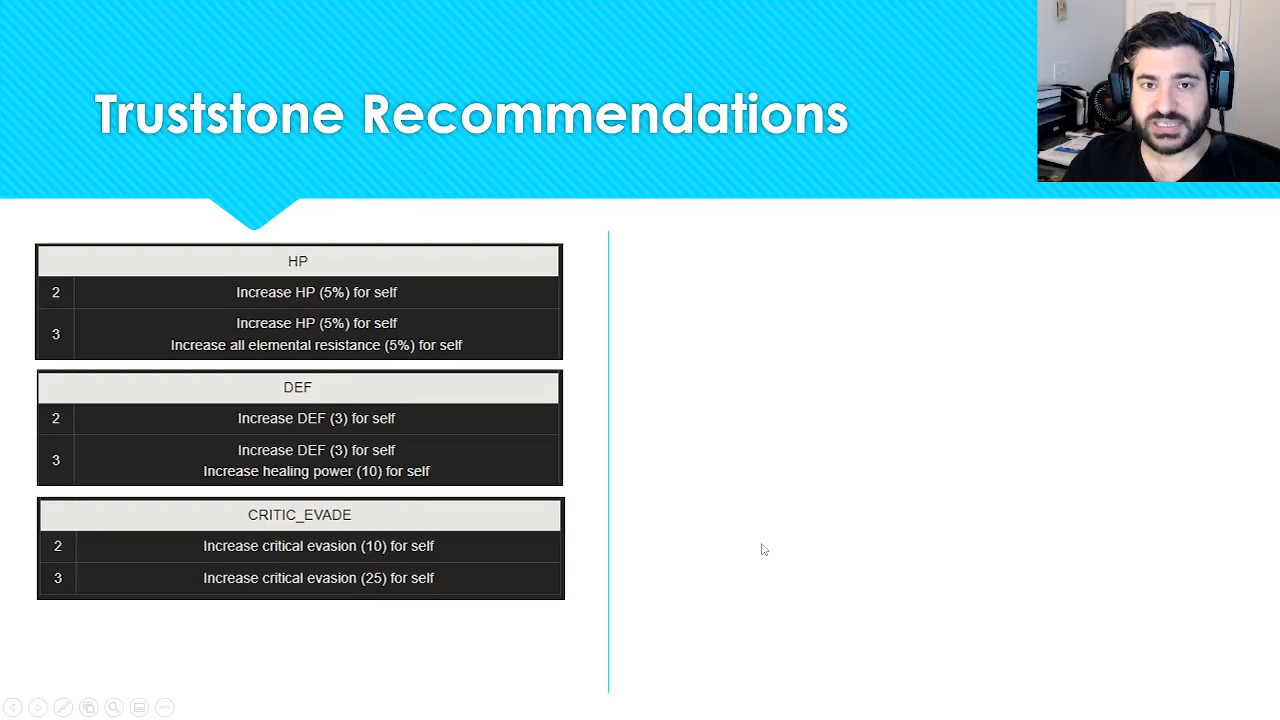 Truststone Recommendations
HP
2 Increase HP (5%) for self
3 Increase HP (5%) for self
Increase all elemental resistance (5%) for self
DEF
2 Increase DEF (3) for self
3 Increase DEF (3) for self
Increase healing power (10) for self
CRITIC_EVADE
2 Increase critical evasion (10) for self
3 Increase critical evasion (25) for self